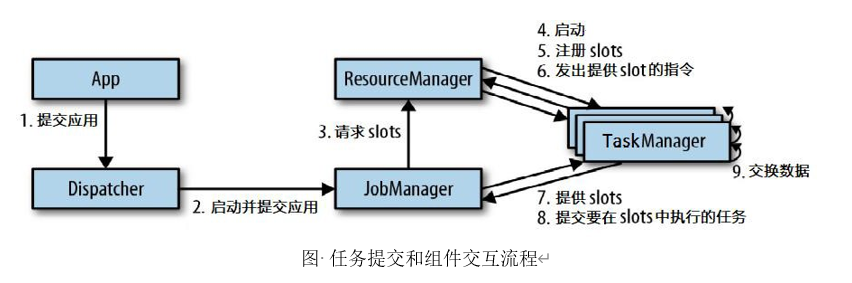 App
1. 提交应用
Dispatcher
2. 启动并提交应用
JobManager
3. 请求 slots
ResourceManager
4. 启动
5. 注册 slots
6. 发出提供 slot 的指令
TaskManager
7. 提供 slots
8. 提交要在 slots 中执行的任务
9. 交换数据
图· 任务提交和组件交互流程↵